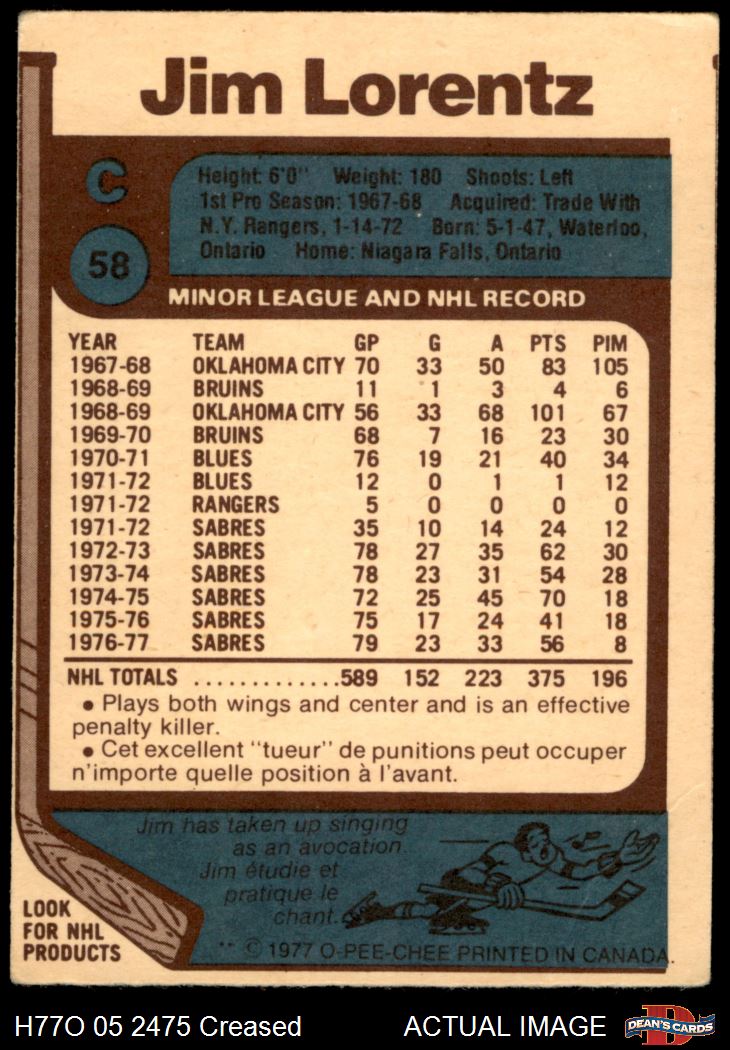 Jim Lorentz
C
58
Height: 6'0" Weight: 180 Shoots: Left
1st Pro Season: 1967-68 Acquired: Trade With
N.Y. Rangers, 1-14-72 Born: 5-1-47, Waterloo,
Ontario Home: Niagara Falls, Ontario
MINOR LEAGUE AND NHL RECORD
YEAR TEAM GP G A PTS PIM
1967-68 OKLAHOMA CITY 70 33 50 83 105
1968-69 BRUINS 11 1 3 4 6
1968-69 OKLAHOMA CITY 56 33 68 101 67
1969-70 BRUINS 68 7 16 23 30
1970-71 BLUES 76 19 21 40 34
1971-72 BLUES 12 0 1 1 12
1971-72 RANGERS 5 0 0 0 0
1971-72 SABRES 35 10 14 24 12
1972-73 SABRES 78 27 35 62 30
1973-74 SABRES 78 23 31 54 28
1974-75 SABRES 72 25 45 70 18
1975-76 SABRES 75 17 24 41 18
1976-77 SABRES 79 23 33 56 8
NHL TOTALS .............589 152 223 375 196
• Plays both wings and center and is an effective
penalty killer.
• Cet excellent "tueur" de punitions peut occuper
n'importe quelle position à l'avant.
Jim has taken up singing
as an avocation.
Jim étudie et
pratique le
chant.
LOOK
FOR NHL
PRODUCTS
** © 1977 O-PEE-CHEE PRINTED IN CANADA.
H77O 05 2475 Creased ACTUAL IMAGE
D
DEAN'S CARDS